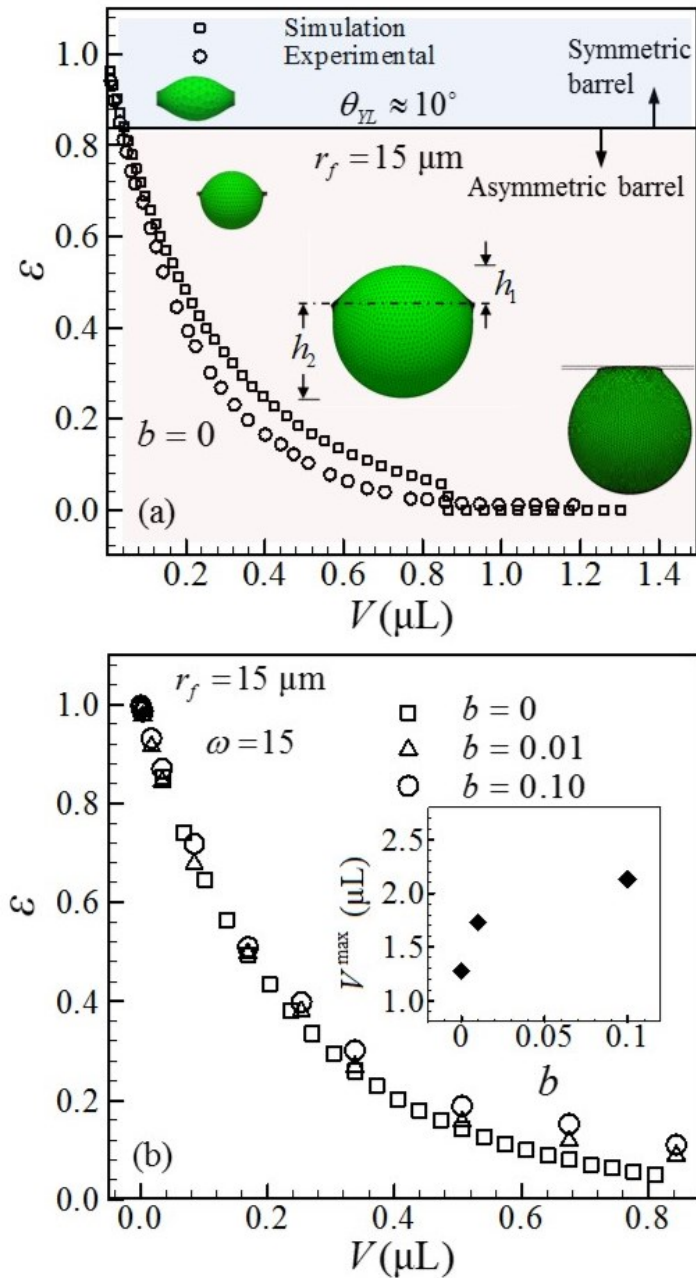 Simulation
Experimental
Symmetric
barrel
θ_YL ≈ 10°
r_f = 15 µm
Asymmetric barrel
h₁
h₂
b = 0
(a)
ε
1.0
0.8
0.6
0.4
0.2
0.0
0.2 0.4 0.6 0.8 1.0 1.2 1.4
V(µL)
r_f = 15 µm
ω = 15
b = 0
b = 0.01
b = 0.10
V^max (µL)
2.5
2.0
1.5
1.0
0 0.05 0.1
b
(b)
ε
1.0
0.8
0.6
0.4
0.2
0.0
0.0 0.2 0.4 0.6 0.8
V(µL)